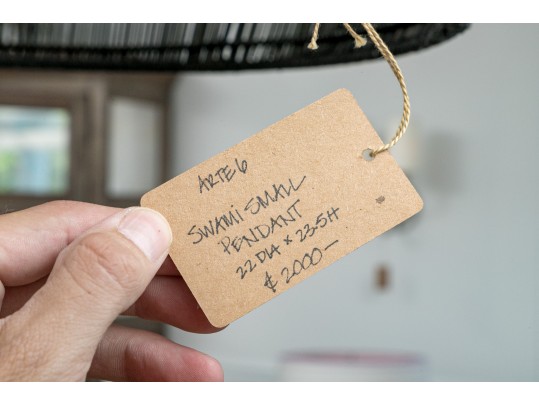 ARTE 6
SWAMI SMALL
PENDANT
22 DIA x 23.5 H
₡ 2000—